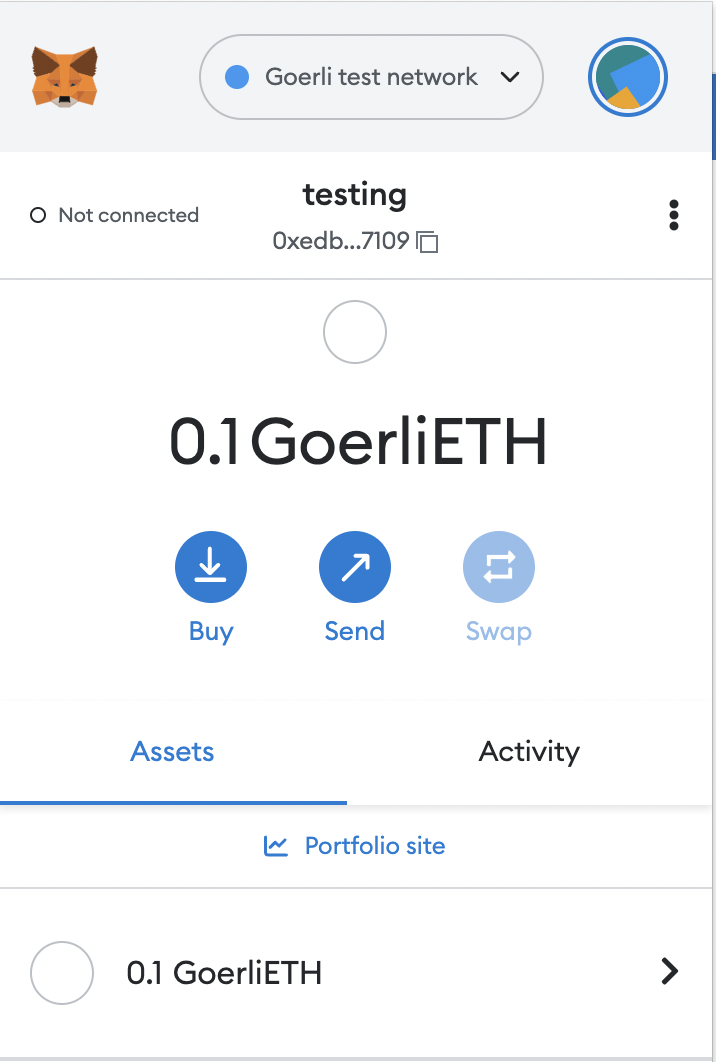 Goerli test network
Not connected
testing
0xedb...7109
0.1 GoerliETH
Buy
Send
Swap
Assets
Activity
Portfolio site
0.1 GoerliETH